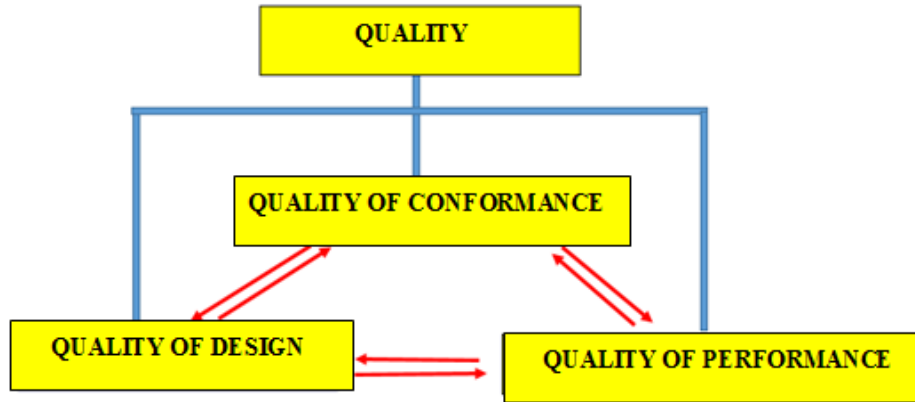 QUALITY
QUALITY OF CONFORMANCE
QUALITY OF DESIGN
QUALITY OF PERFORMANCE